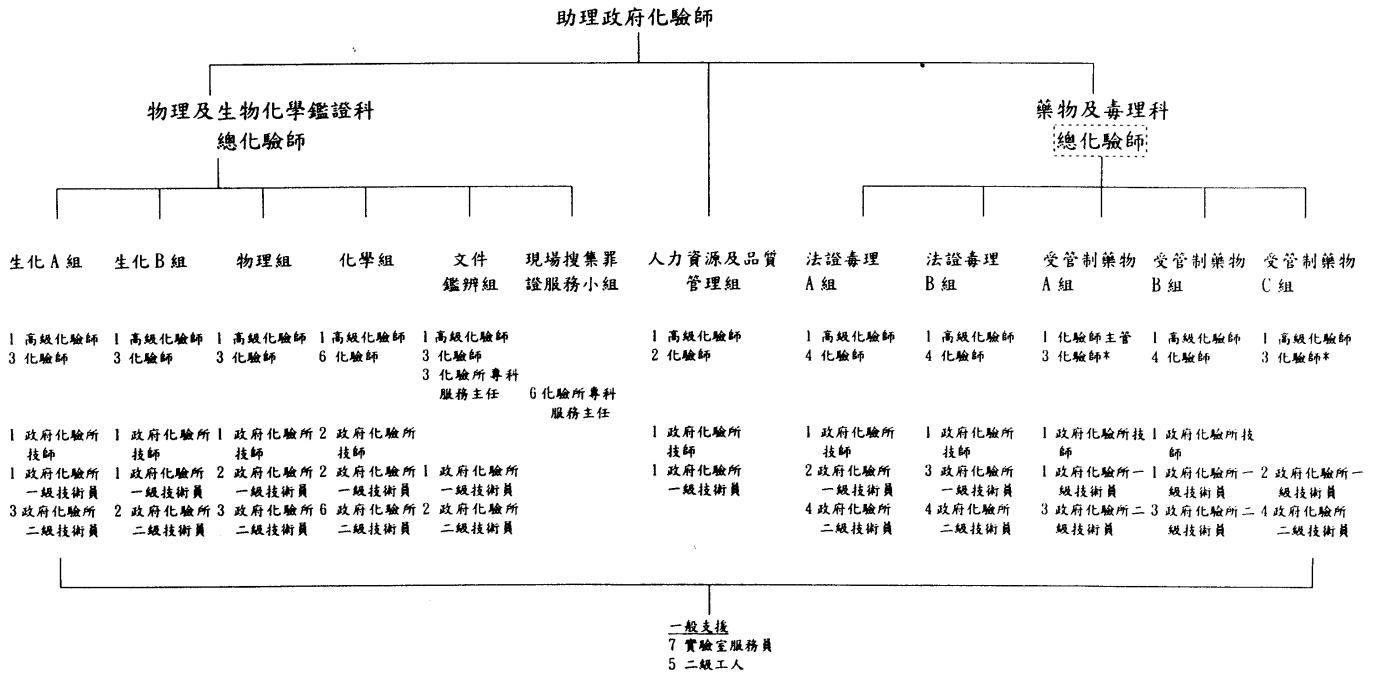 助理政府化驗師
物理及生物化學鑑證科
總化驗師
藥物及毒理科
總化驗師
生化 A 組
1 高級化驗師
3 化驗師
1 政府化驗所
技師
1 政府化驗所
一級技術員
3 政府化驗所
二級技術員
生化 B 組
1 高級化驗師
3 化驗師
1 政府化驗所
技師
1 政府化驗所
一級技術員
2 政府化驗所
二級技術員
物理組
1 高級化驗師
3 化驗師
1 政府化驗所
技師
2 政府化驗所
一級技術員
3 政府化驗所
二級技術員
化學組
1 高級化驗師
6 化驗師
2 政府化驗所
技師
2 政府化驗所
一級技術員
6 政府化驗所
二級技術員
文件
鑑辨組
1 高級化驗師
3 化驗師
3 化驗所專科
服務主任
1 政府化驗所
一級技術員
2 政府化驗所
二級技術員
現場搜集罪
證服務小組
6 化驗所專科
服務主任
人力資源及品質
管理組
1 高級化驗師
2 化驗師
1 政府化驗所
技師
1 政府化驗所
一級技術員
法證毒理
A 組
1 高級化驗師
4 化驗師
1 政府化驗所
技師
2 政府化驗所
一級技術員
4 政府化驗所
二級技術員
法證毒理
B 組
1 高級化驗師
4 化驗師
1 政府化驗所
技師
3 政府化驗所
一級技術員
4 政府化驗所
二級技術員
受管制藥物
A 組
1 化驗師主管
3 化驗師*
1 政府化驗所技
師
1 政府化驗所一
級技術員
3 政府化驗所二
級技術員
受管制藥物
B 組
1 高級化驗師
4 化驗師
1 政府化驗所技
師
1 政府化驗所一
級技術員
3 政府化驗所二
級技術員
受管制藥物
C 組
1 高級化驗師
3 化驗師*
2 政府化驗所一
級技術員
4 政府化驗所
二級技術員
一般支援
7 實驗室服務員
5 二級工人